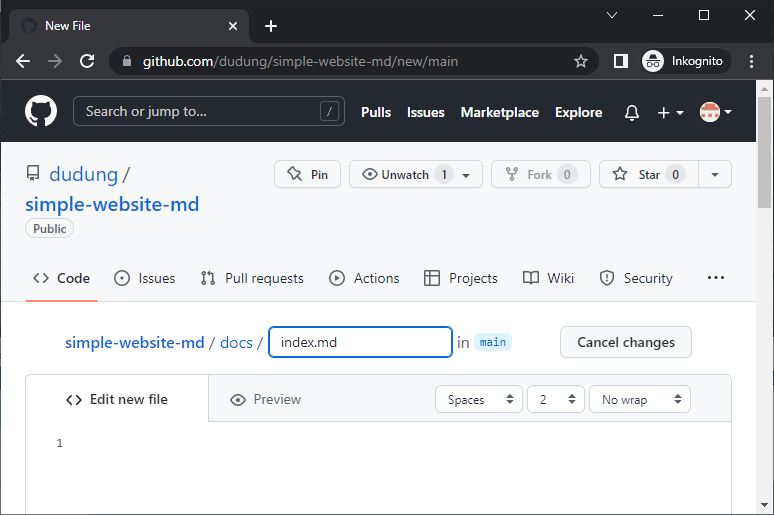 New File
github.com/dudung/simple-website-md/new/main
Inkognito
Search or jump to...
/
Pulls Issues Marketplace Explore
dudung /
simple-website-md
Public
Pin
Unwatch 1
Fork 0
Star 0
Code Issues Pull requests Actions Projects Wiki Security
simple-website-md / docs / index.md in main
Cancel changes
Edit new file Preview
Spaces 2 No wrap
1